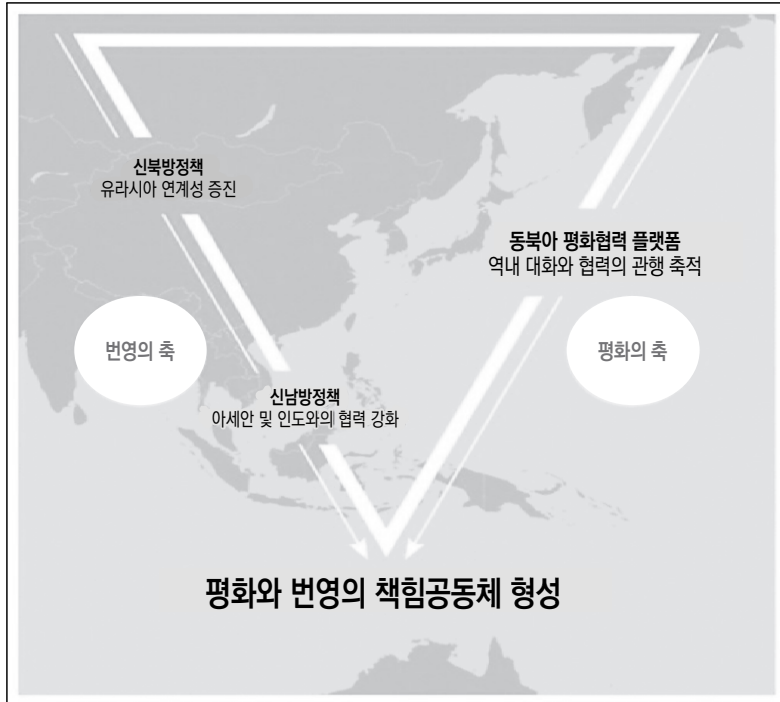 신북방정책
유라시아 연계성 증진
동북아 평화협력 플랫폼
역내 대화와 협력의 관행 축적
번영의 축
평화의 축
신남방정책
아세안 및 인도와의 협력 강화
평화와 번영의 책힘공동체 형성